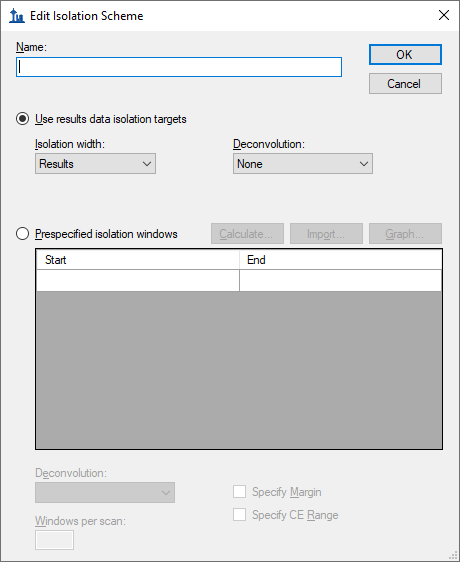 Edit Isolation Scheme
Name:
OK
Cancel
Use results data isolation targets
Isolation width:
Deconvolution:
Results
None
Prespecified isolation windows
Calculate...
Import...
Graph...
Start
End
Deconvolution:
Specify Margin
Windows per scan:
Specify CE Range